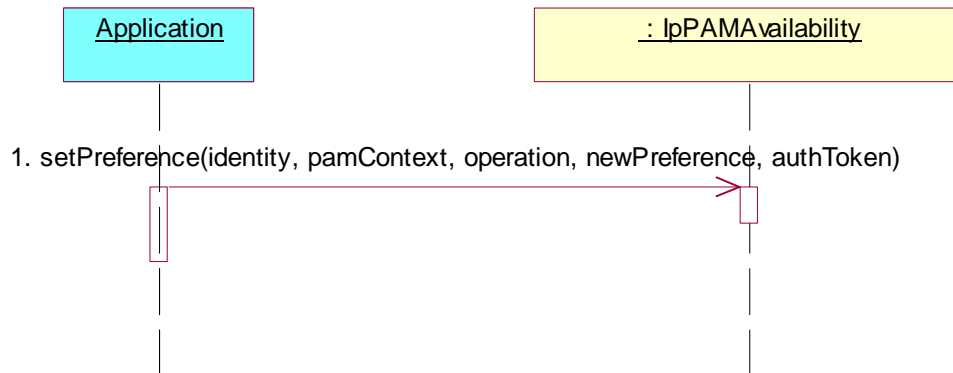 Application
: IpPAMAvailability
1. setPreference(identity, pamContext, operation, newPreference, authToken)